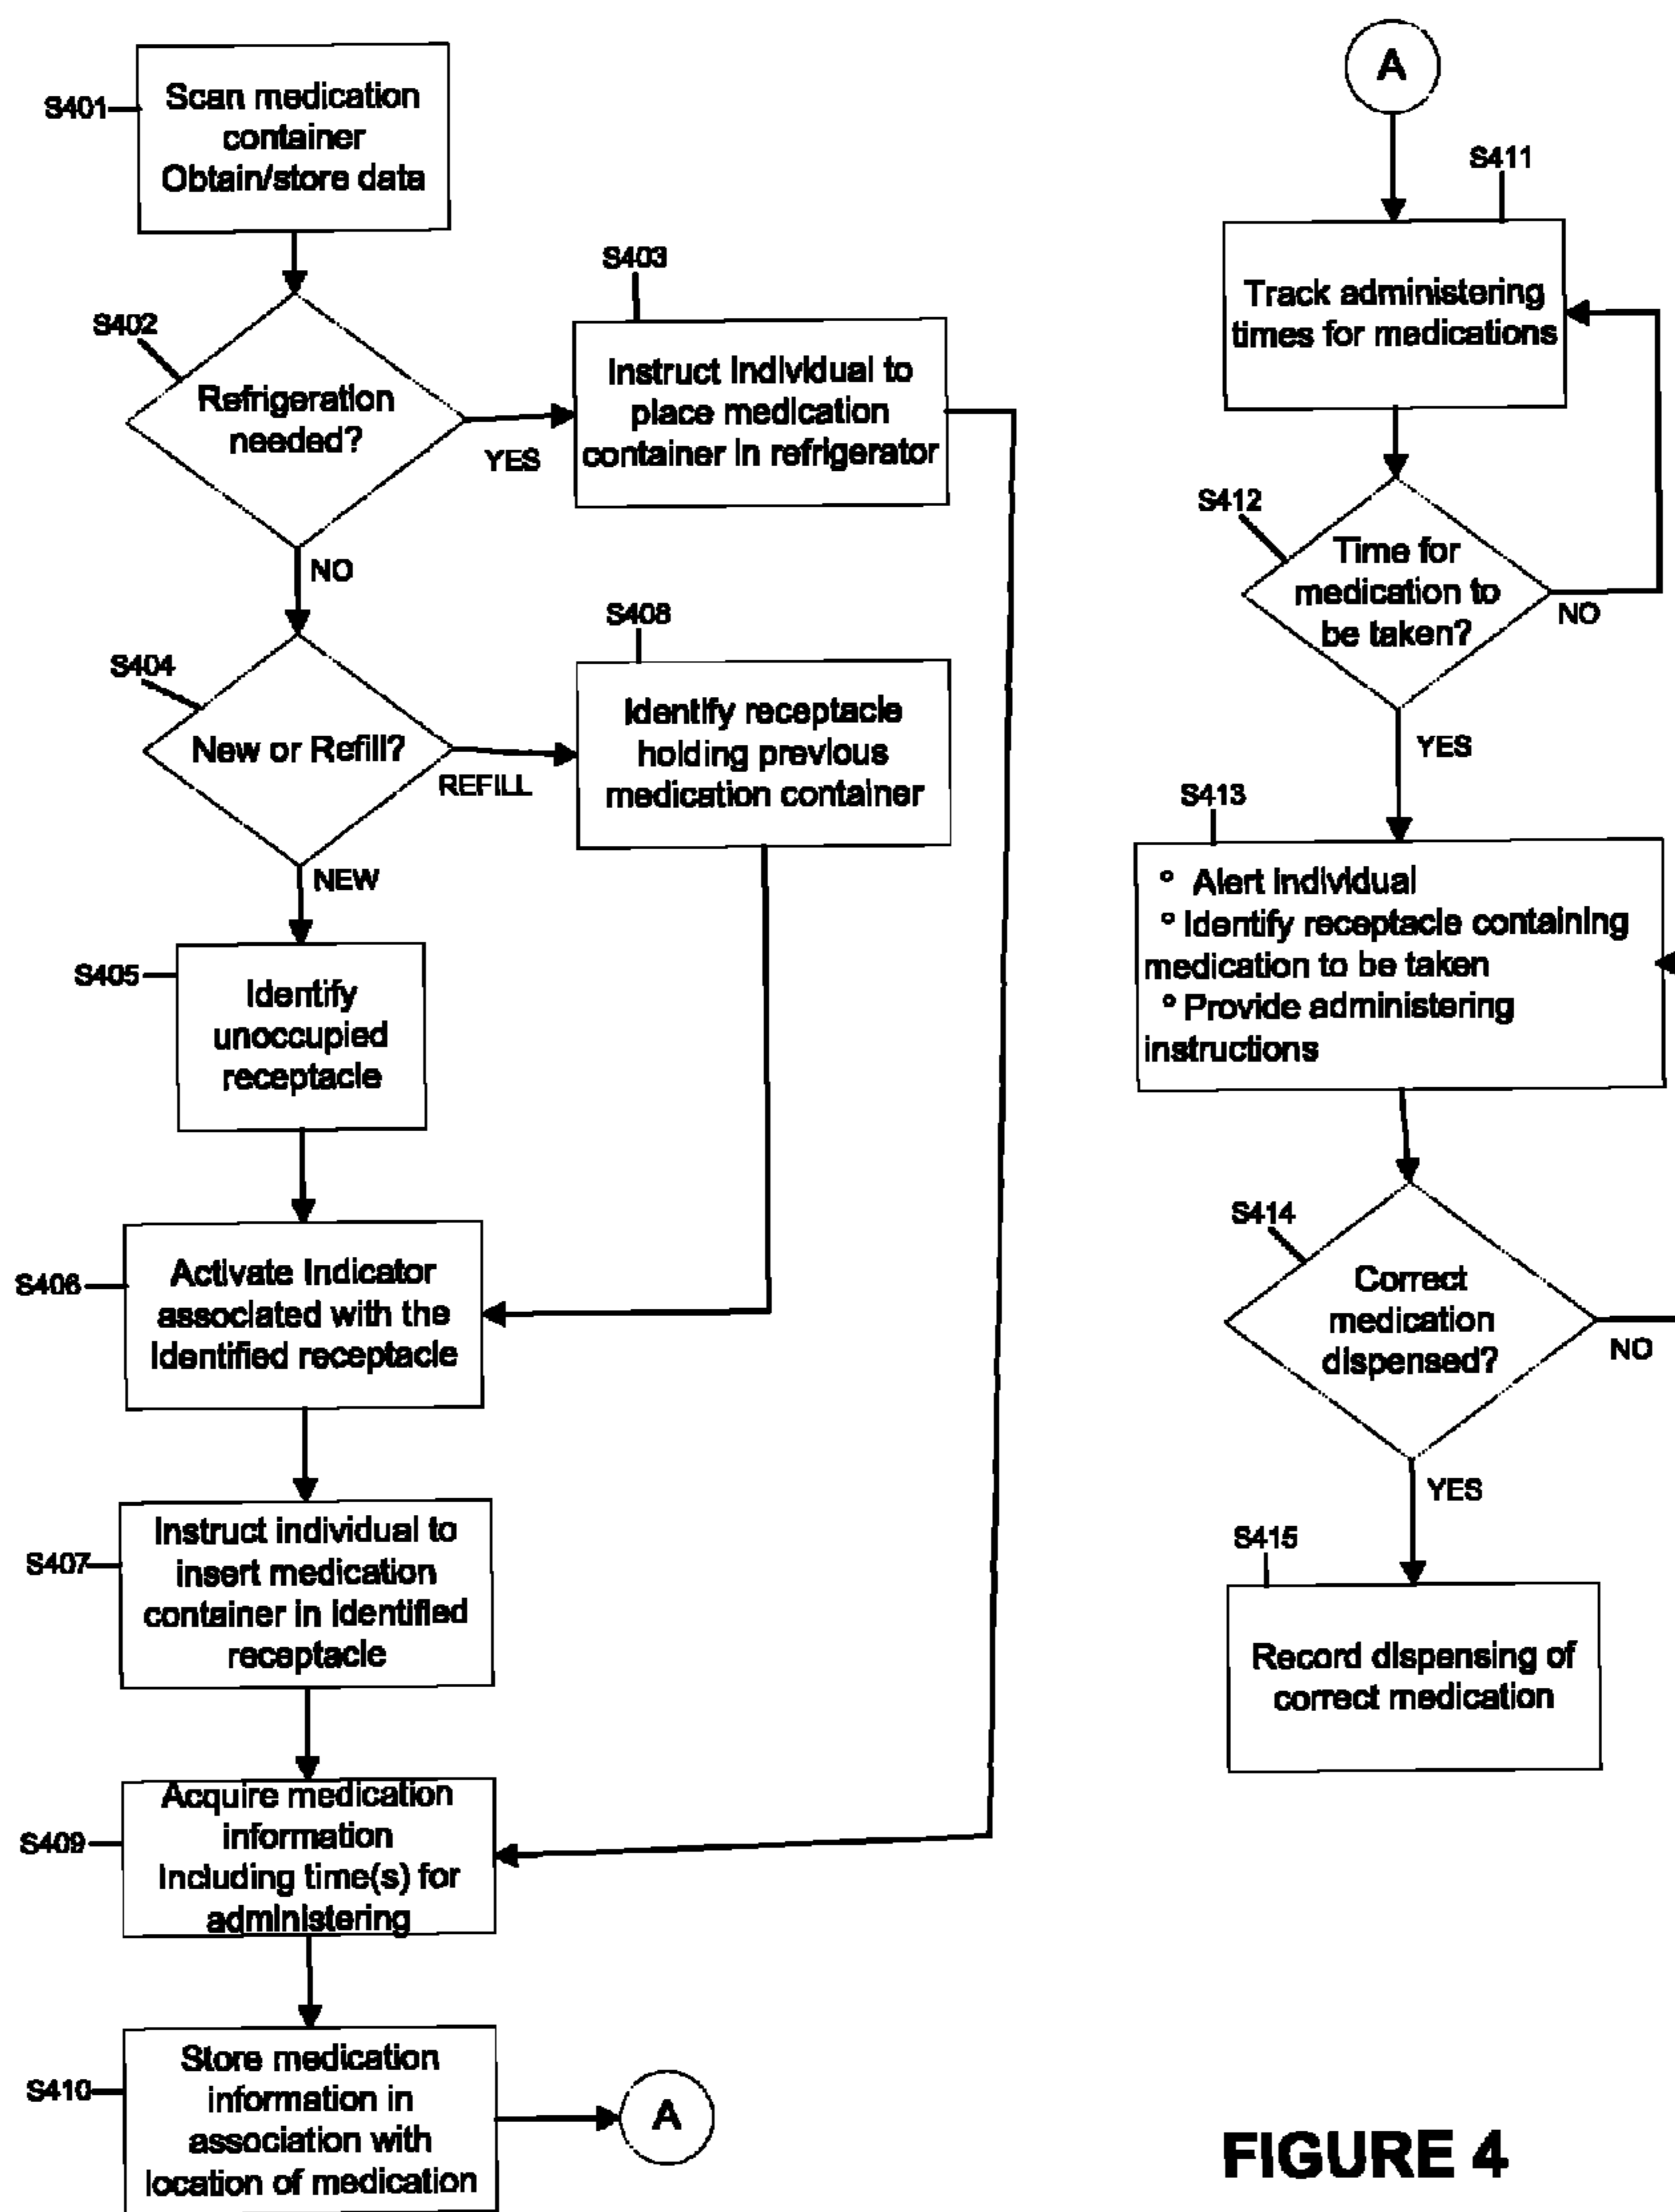 S401
Scan medication
container
Obtain/store data
S402
Refrigeration
needed?
YES
NO
S403
Instruct individual to
place medication
container in refrigerator
S404
New or Refill?
REFILL
NEW
S408
Identify receptacle
holding previous
medication container
S405
Identify
unoccupied
receptacle
S406
Activate Indicator
associated with the
Identified receptacle
S407
Instruct individual to
insert medication
container in identified
receptacle
S409
Acquire medication
information
Including time(s) for
administering
S410
Store medication
information in
association with
location of medication
A
A
S411
Track administering
times for medications
S412
Time for
medication to
be taken?
NO
YES
S413
° Alert individual
° Identify receptacle containing
medication to be taken
° Provide administering
instructions
S414
Correct
medication
dispensed?
NO
YES
S415
Record dispensing of
correct medication
FIGURE 4